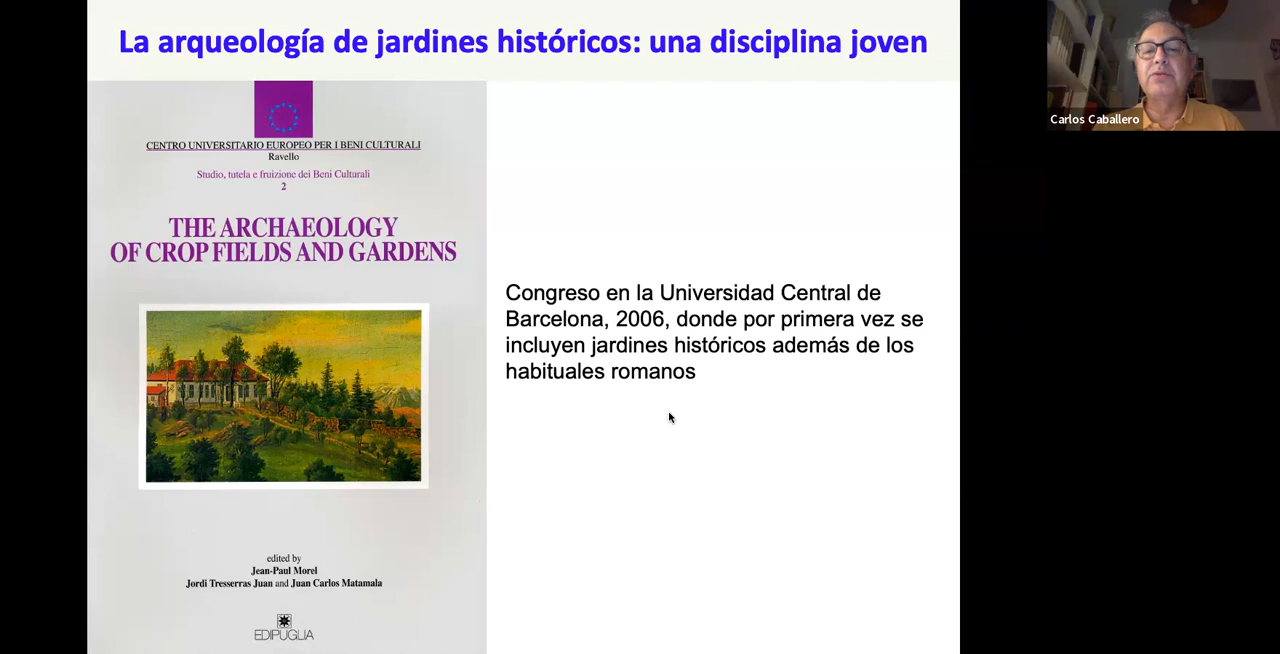 La arqueología de jardines históricos: una disciplina joven
CENTRO UNIVERSITARIO EUROPEO PER I BENI CULTURALI
Ravello
Studio, tutela e fruizione dei Beni Culturali
2
THE ARCHAEOLOGY
OF CROP FIELDS AND GARDENS
edited by
Jean-Paul Morel
Jordi Tresserras Juan and Juan Carlos Matamala
EDIPUGLIA
Congreso en la Universidad Central de
Barcelona, 2006, donde por primera vez se
incluyen jardines históricos además de los
habituales romanos
Carlos Caballero